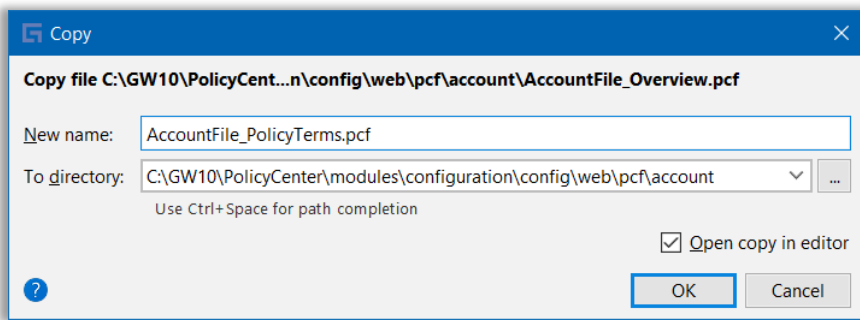 Copy
Copy file C:\GW10\PolicyCent...n\config\web\pcf\account\AccountFile_Overview.pcf
New name: AccountFile_PolicyTerms.pcf
To directory: C:\GW10\PolicyCenter\modules\configuration\config\web\pcf\account ...
Use Ctrl+Space for path completion
Open copy in editor
? OK Cancel